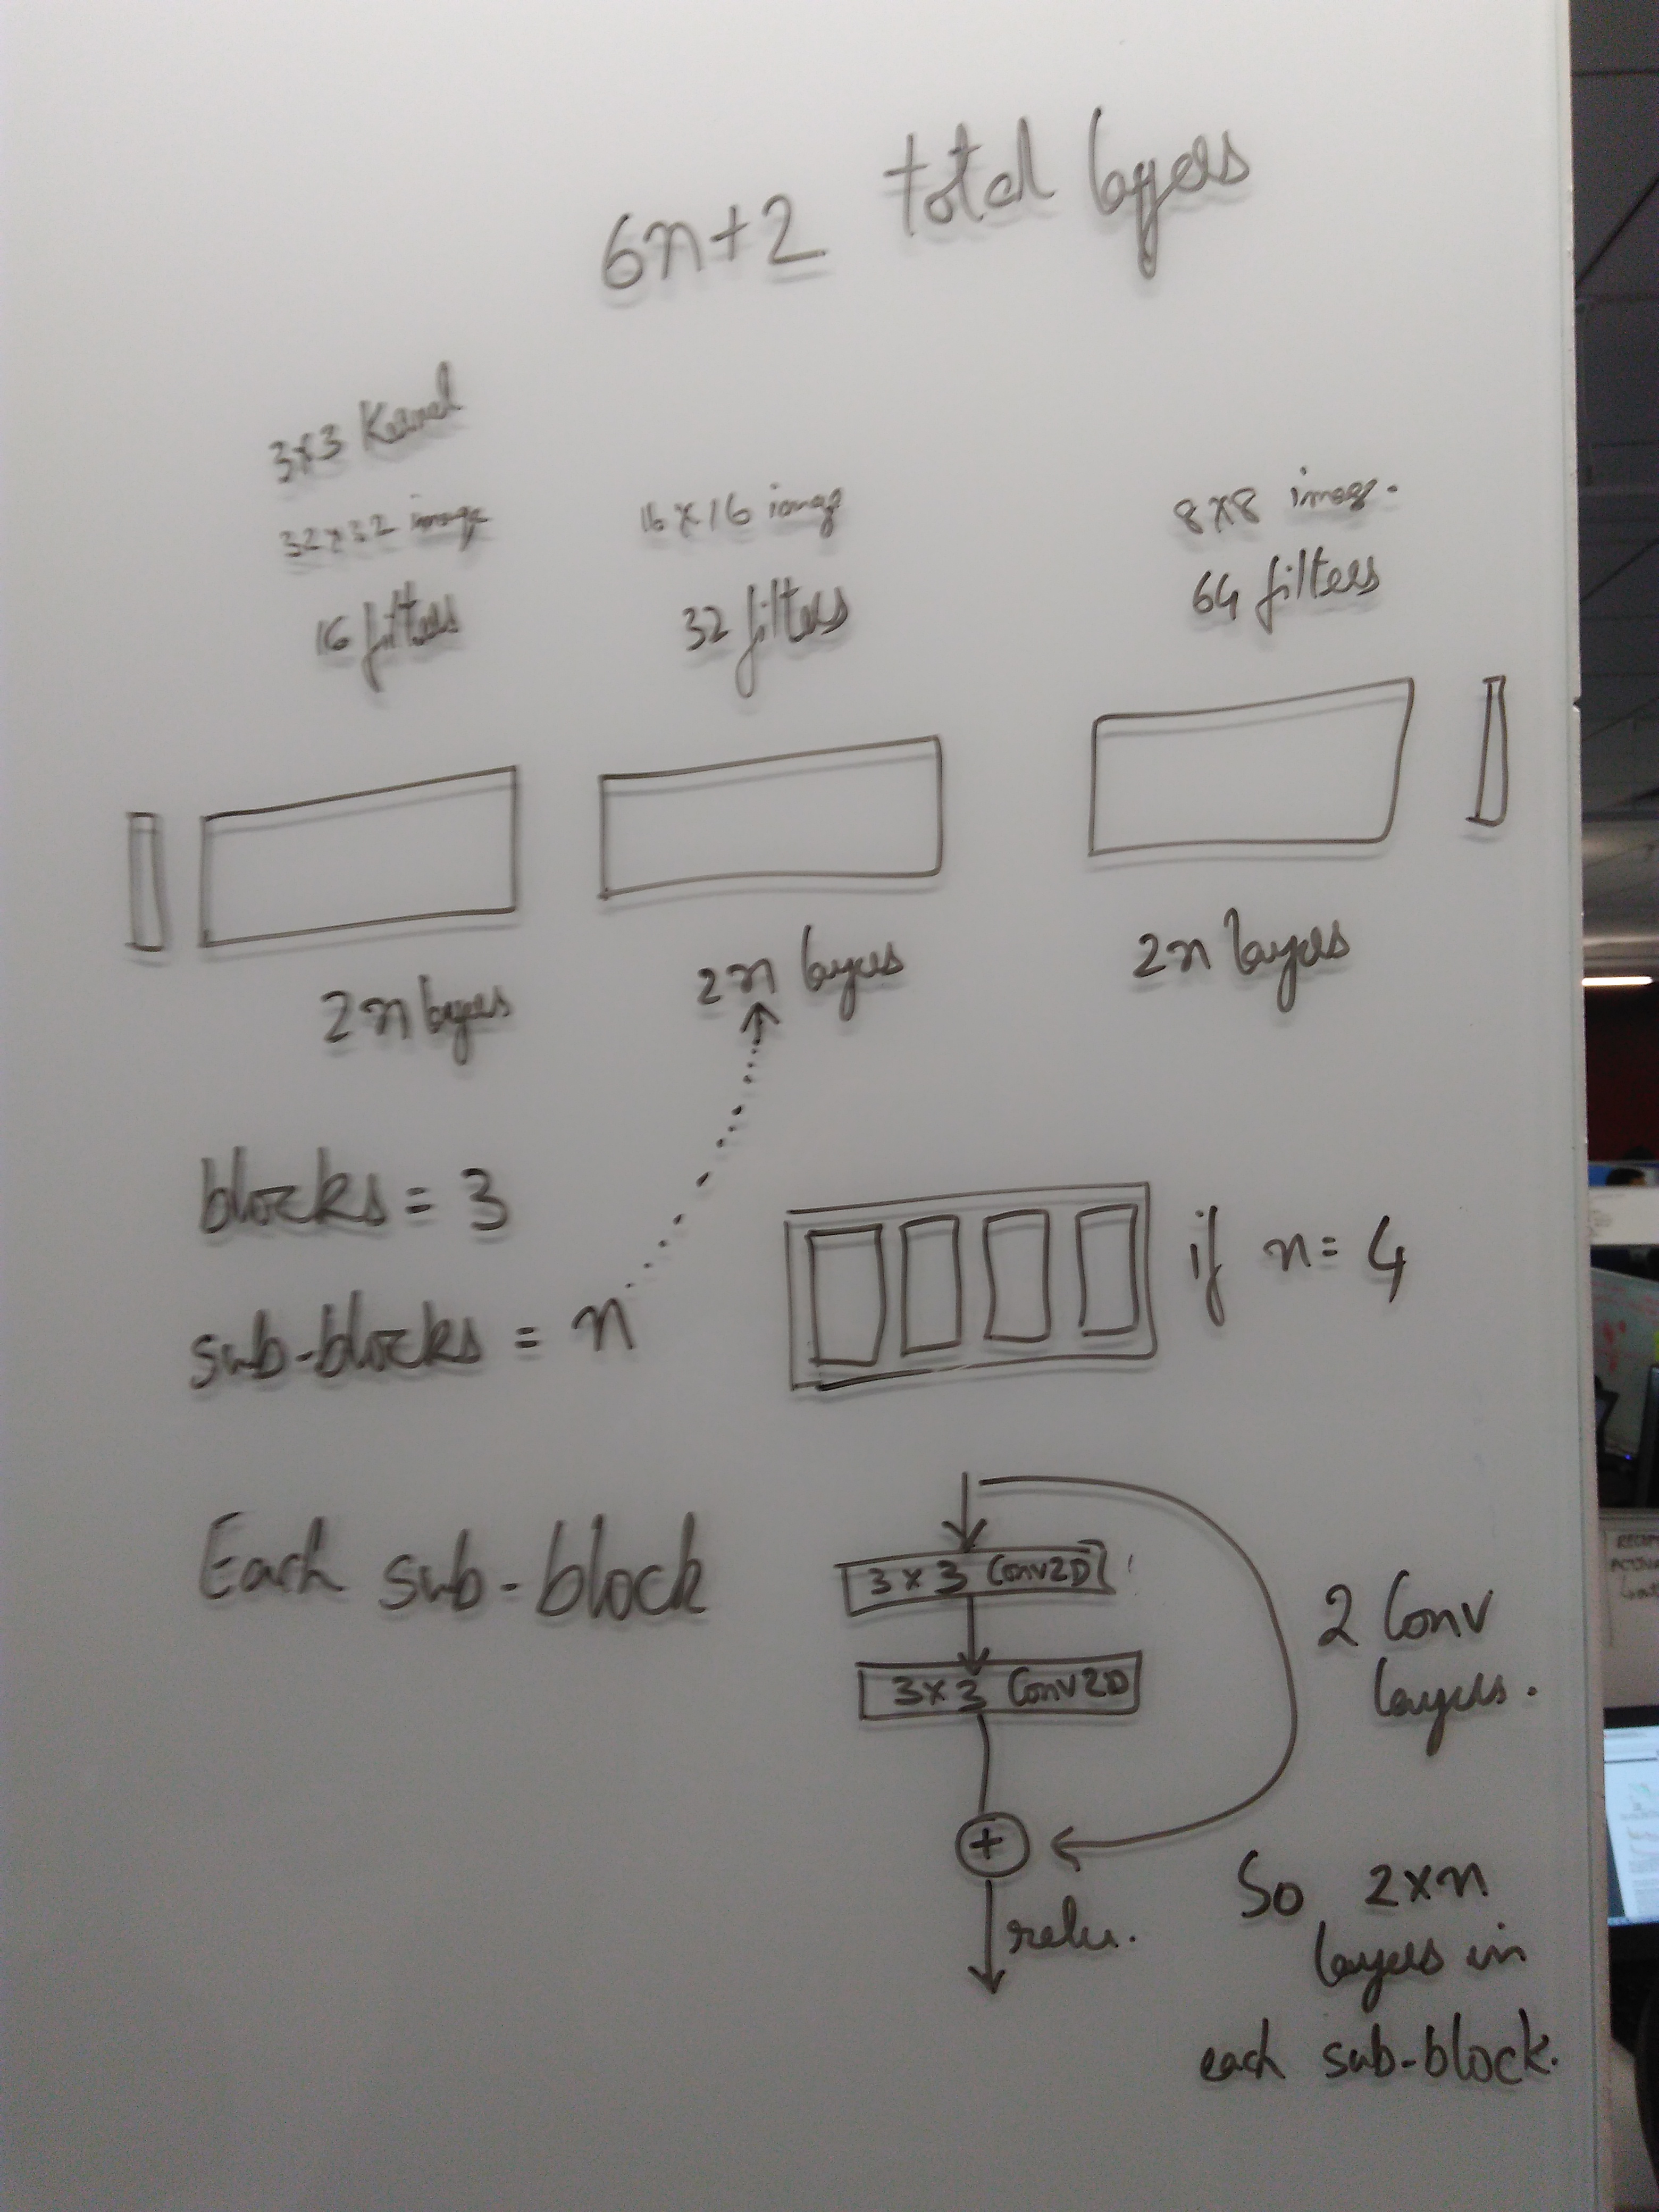 6n+2 total layers
3x3 Kernel
32x32 image
16 filters
16x16 image
32 filters
8x8 image.
64 filters
2n layers
2n layers
2n layers
blocks = 3
sub-blocks = n
if n = 4
Each sub-block
3x3 Conv2D
3x3 Conv2D
+
relu.
2 Conv
layers.
So 2xn
layers in
each sub-block.